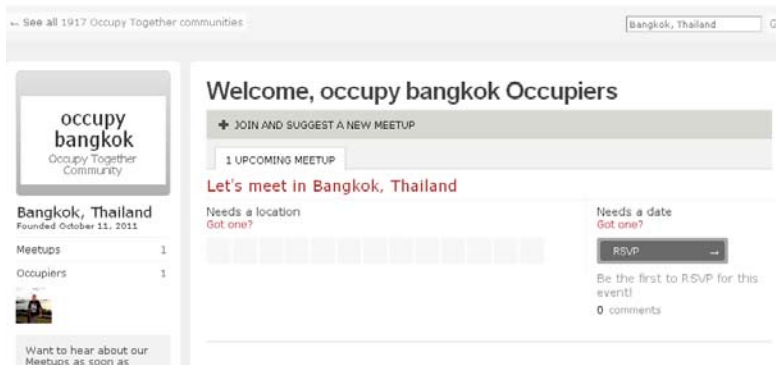 ← See all 1917 Occupy Together communities
Bangkok, Thailand
occupy
bangkok
Occupy Together
Community
Bangkok, Thailand
Founded October 11, 2011
Meetups 1
Occupiers 1
Want to hear about our
Meetups as soon as
Welcome, occupy bangkok Occupiers
+ JOIN AND SUGGEST A NEW MEETUP
1 UPCOMING MEETUP
Let's meet in Bangkok, Thailand
Needs a location
Got one?
Needs a date
Got one?
RSVP →
Be the first to RSVP for this
event!
0 comments